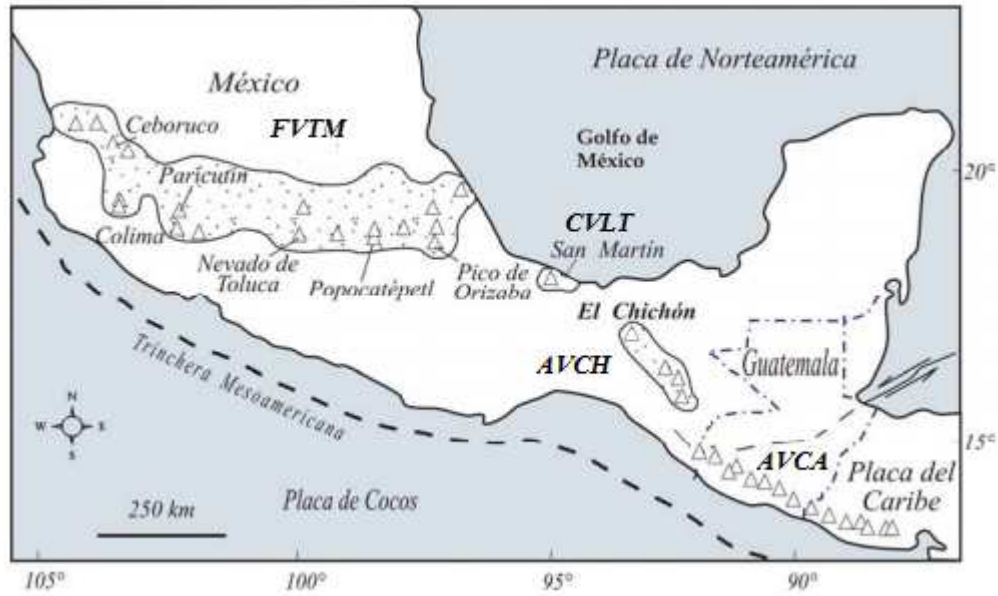 Placa de Norteamérica
México
FVTM
Ceboruco
Golfo de
México
Parícutin
20°
CVLT
San Martín
Colima
Nevado de
Toluca
Popocatépetl
Pico de
Orizaba
El Chichón
Guatemala
AVCH
Trinchera Mesoamericana
N
W
E
S
15°
AVCA
Placa del
Caribe
Placa de Cocos
250 km
105°
100°
95°
90°